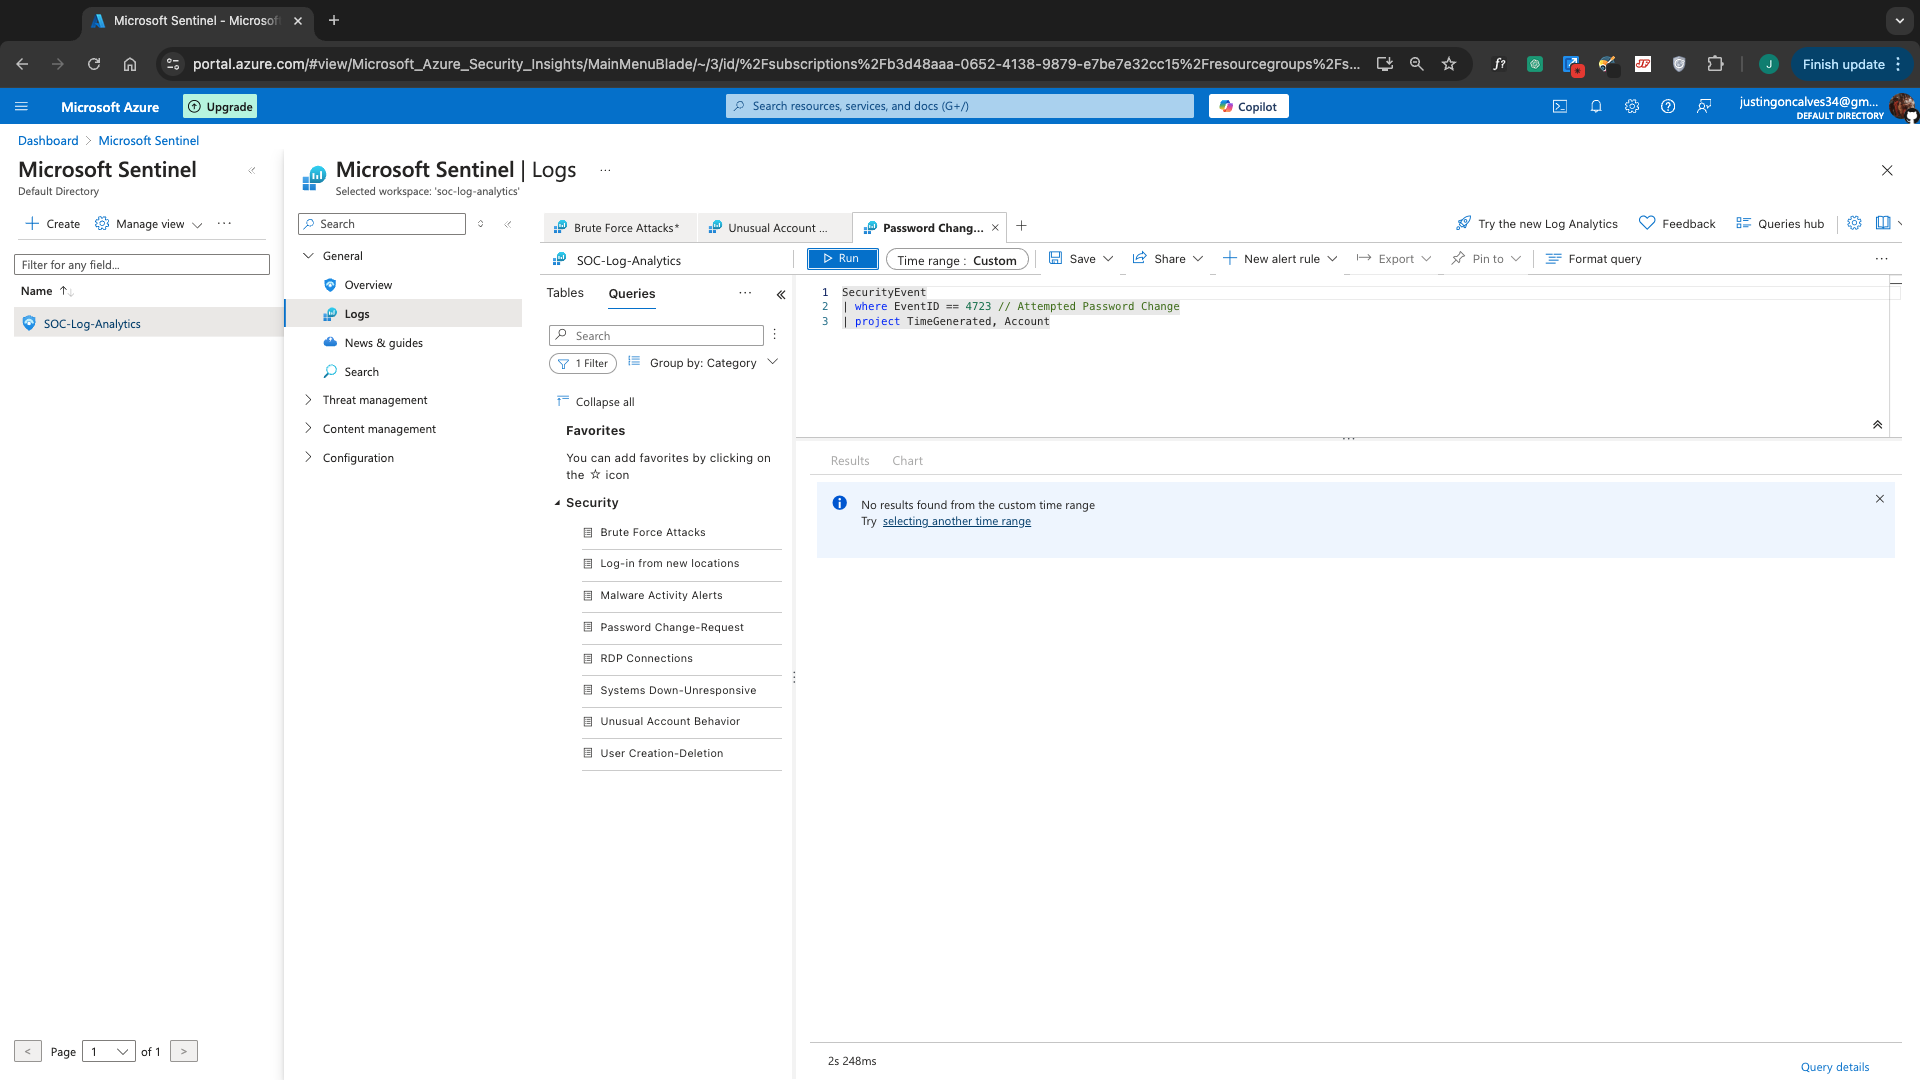 Microsoft Sentinel - Microsof
portal.azure.com/#view/Microsoft_Azure_Security_Insights/MainMenuBlade/~/3/id/%2Fsubscriptions%2Fb3d48aaa-0652-4138-9879-e7be7e32cc15%2Fresourcegroups%2Fs...
f?
J
Finish update
Microsoft Azure
Upgrade
Search resources, services, and docs (G+/)
Copilot
justingoncalves34@gm...
DEFAULT DIRECTORY
Dashboard
Microsoft Sentinel
Microsoft Sentinel
Default Directory
Create
Manage view
...
Filter for any field...
Name
SOC-Log-Analytics
< Page 1 of 1 >
Microsoft Sentinel | Logs
...
Selected workspace: 'soc-log-analytics'
Search
General
Overview
Logs
News & guides
Search
Threat management
Content management
Configuration
Brute Force Attacks*
Unusual Account ...
Password Chang...
Try the new Log Analytics
Feedback
Queries hub
SOC-Log-Analytics
Run
Time range : Custom
Save
Share
New alert rule
Export
Pin to
Format query
...
Tables
Queries
...
Search
1 Filter
Group by: Category
Collapse all
Favorites
You can add favorites by clicking on
the ☆ icon
Security
Brute Force Attacks
Log-in from new locations
Malware Activity Alerts
Password Change-Request
RDP Connections
Systems Down-Unresponsive
Unusual Account Behavior
User Creation-Deletion
1 SecurityEvent
2 | where EventID == 4723 // Attempted Password Change
3 | project TimeGenerated, Account
Results
Chart
No results found from the custom time range
Try selecting another time range
2s 248ms
Query details